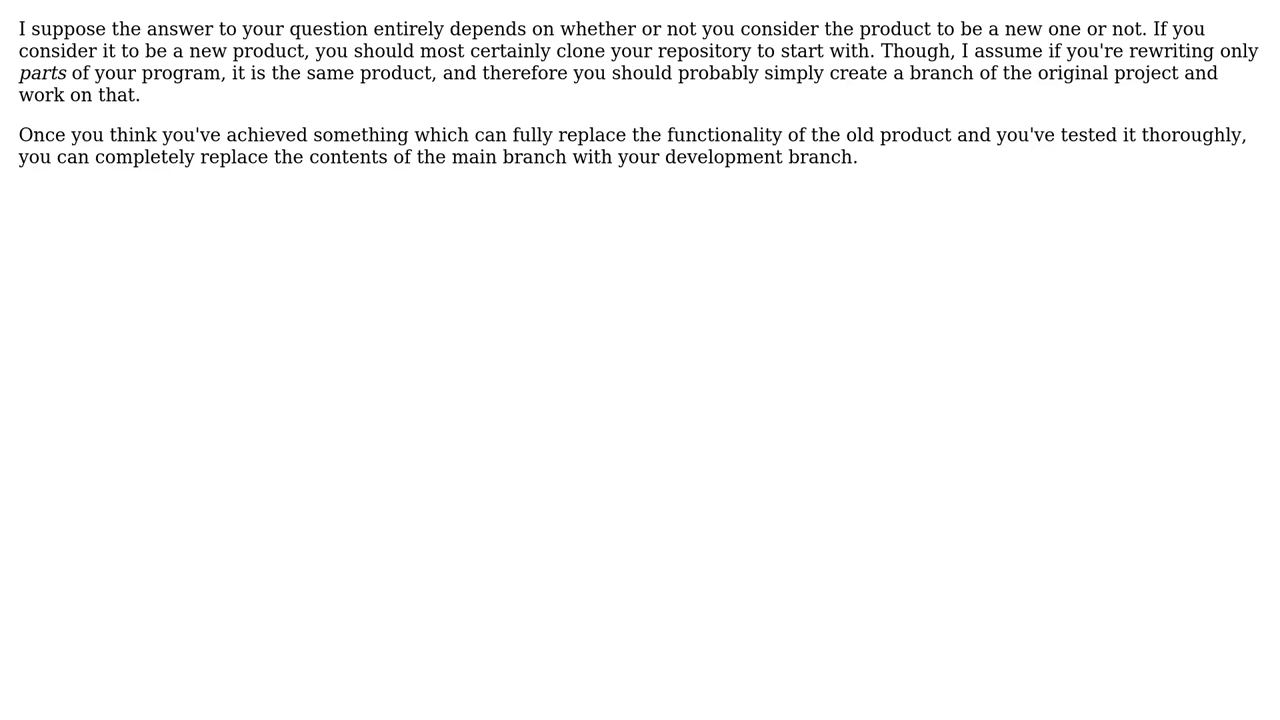 I suppose the answer to your question entirely depends on whether or not you consider the product to be a new one or not. If you
consider it to be a new product, you should most certainly clone your repository to start with. Though, I assume if you're rewriting only
parts of your program, it is the same product, and therefore you should probably simply create a branch of the original project and
work on that.
Once you think you've achieved something which can fully replace the functionality of the old product and you've tested it thoroughly,
you can completely replace the contents of the main branch with your development branch.